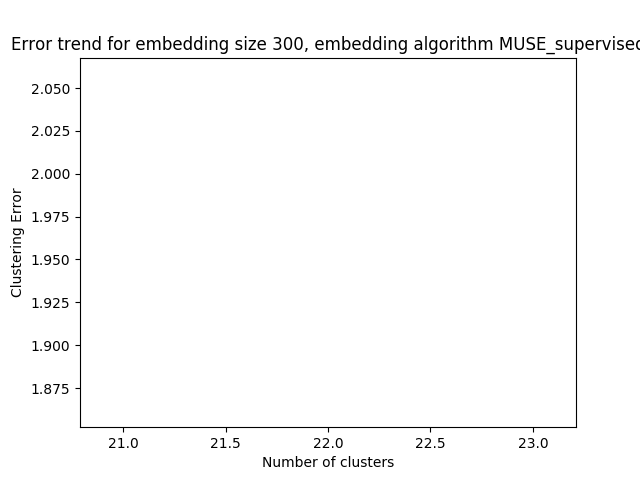 Error trend for embedding size 300, embedding algorithm MUSE_supervised
2.050
2.025
2.000
1.975
1.950
1.925
1.900
1.875
Clustering Error
21.0 21.5 22.0 22.5 23.0
Number of clusters